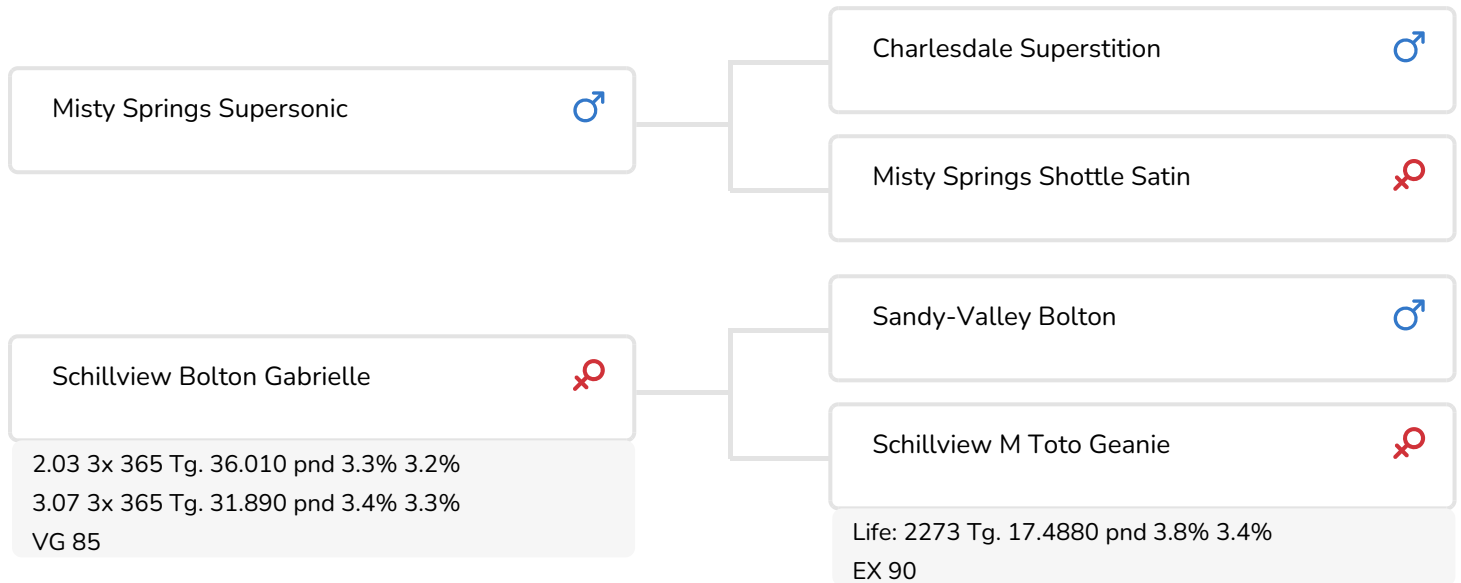 Misty Springs Supersonic
Charlesdale Superstition
Misty Springs Shottle Satin
Schillview Bolton Gabrielle
2.03 3x 365 Tg. 36.010 pnd 3.3% 3.2%
3.07 3x 365 Tg. 31.890 pnd 3.4% 3.3%
VG 85
Sandy-Valley Bolton
Schillview M Toto Geanie
Life: 2273 Tg. 17.4880 pnd 3.8% 3.4%
EX 90